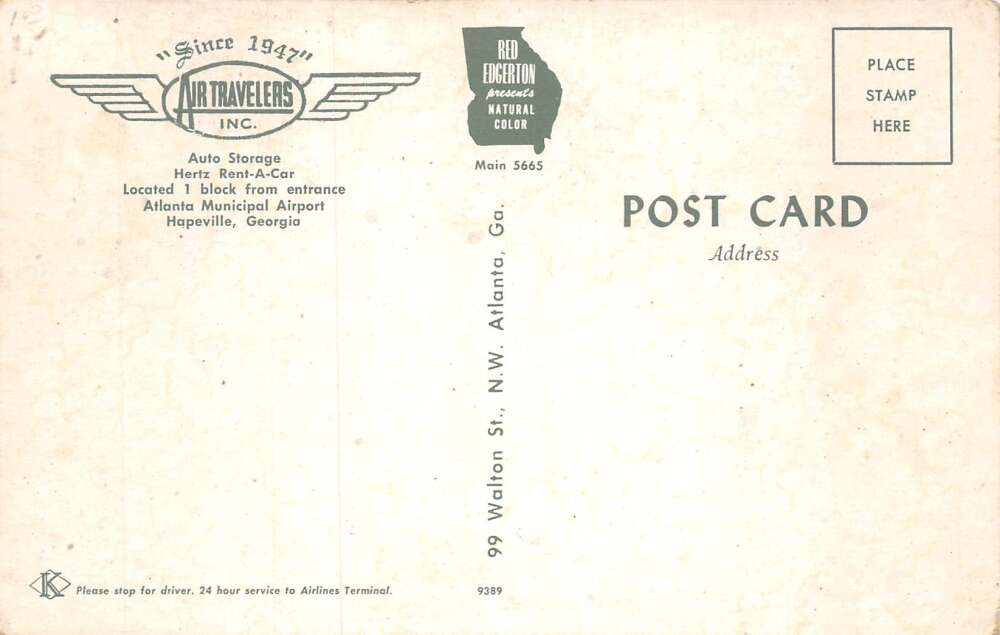 "Since 1947"
AIR TRAVELERS
INC.
Auto Storage
Hertz Rent-A-Car
Located 1 block from entrance
Atlanta Municipal Airport
Hapeville, Georgia
RED
EDGERTON
presents
NATURAL
COLOR
Main 5665
99 Walton St., N.W. Atlanta, Ga.
PLACE
STAMP
HERE
POST CARD
Address
K Please stop for driver. 24 hour service to Airlines Terminal.
9389